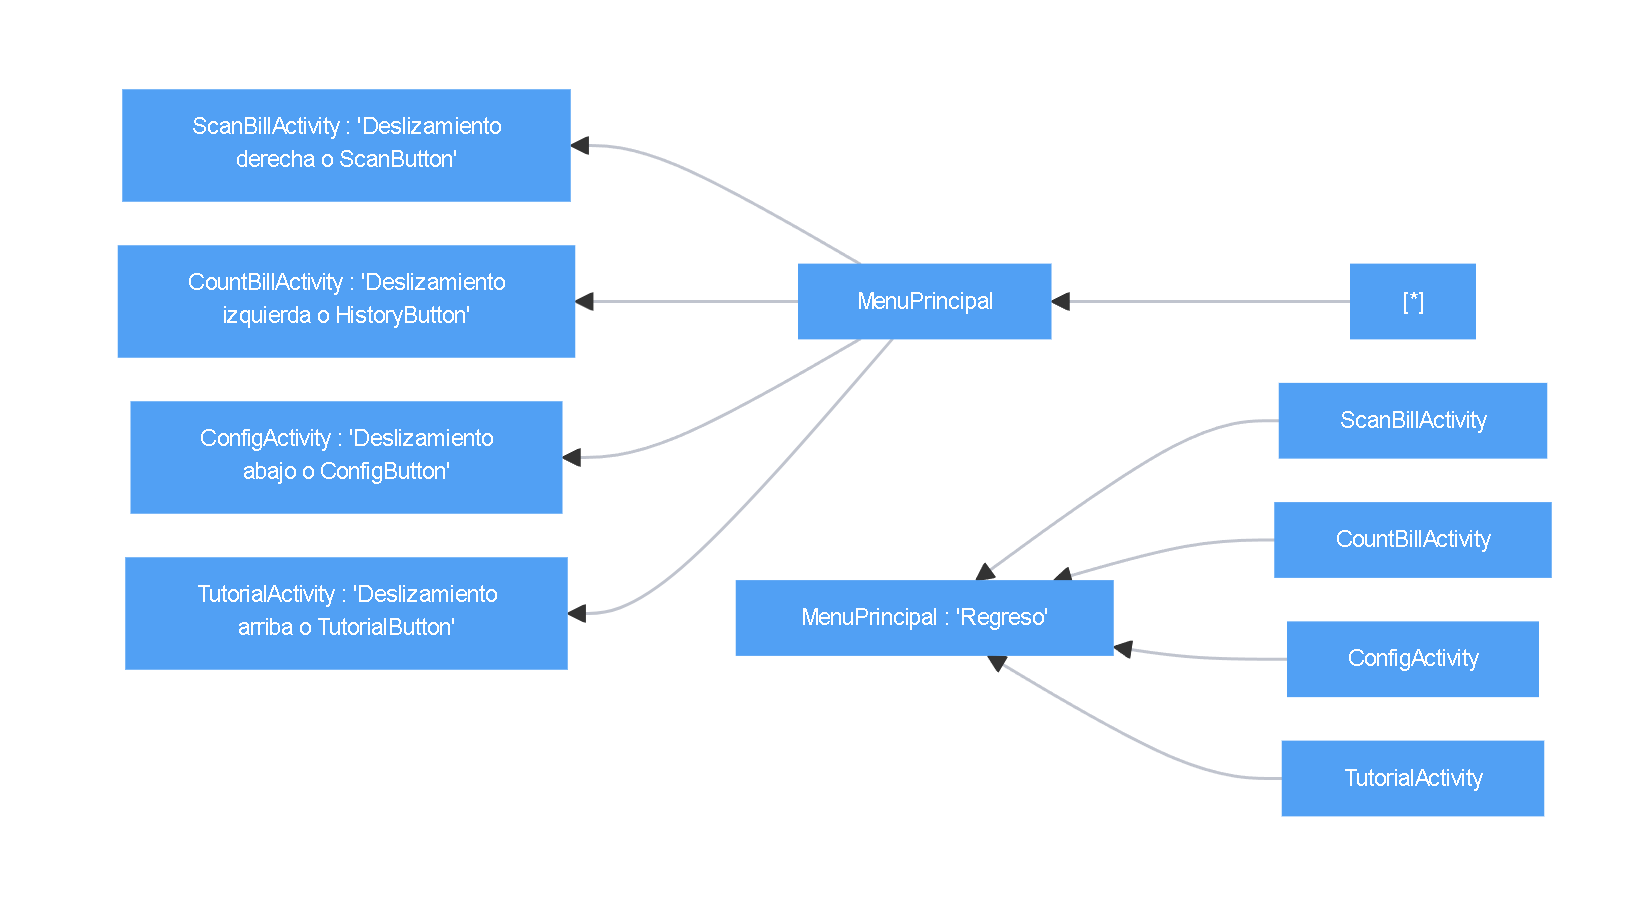 ScanBillActivity : 'Deslizamiento
derecha o ScanButton'
CountBillActivity : 'Deslizamiento
izquierda o HistoryButton'
ConfigActivity : 'Deslizamiento
abajo o ConfigButton'
TutorialActivity : 'Deslizamiento
arriba o TutorialButton'
MenuPrincipal
[*]
MenuPrincipal : 'Regreso'
ScanBillActivity
CountBillActivity
ConfigActivity
TutorialActivity